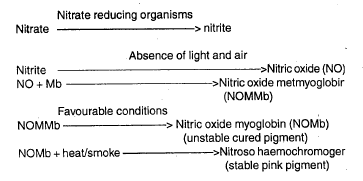 Nitrate reducing organisms
Nitrate nitrite
Absence of light and air
Nitrite Nitric oxide (NO)
NO + Mb Nitric oxide metmyoglobir
(NOMMb)
Favourable conditions
NOMMb Nitric oxide myoglobin (NOMb)
(unstable cured pigment)
NOMb + heat/smoke Nitroso haemochromoger
(stable pink pigment)